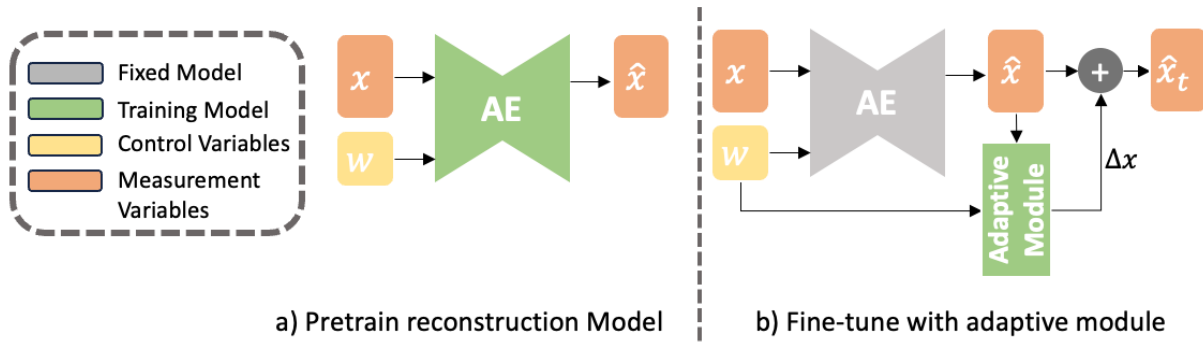 Fixed Model
Training Model
Control Variables
Measurement
Variables
x
w
AE
x̂
a) Pretrain reconstruction Model
x
w
AE
x̂
+
x̂_t
Δx
Adaptive
Module
b) Fine-tune with adaptive module